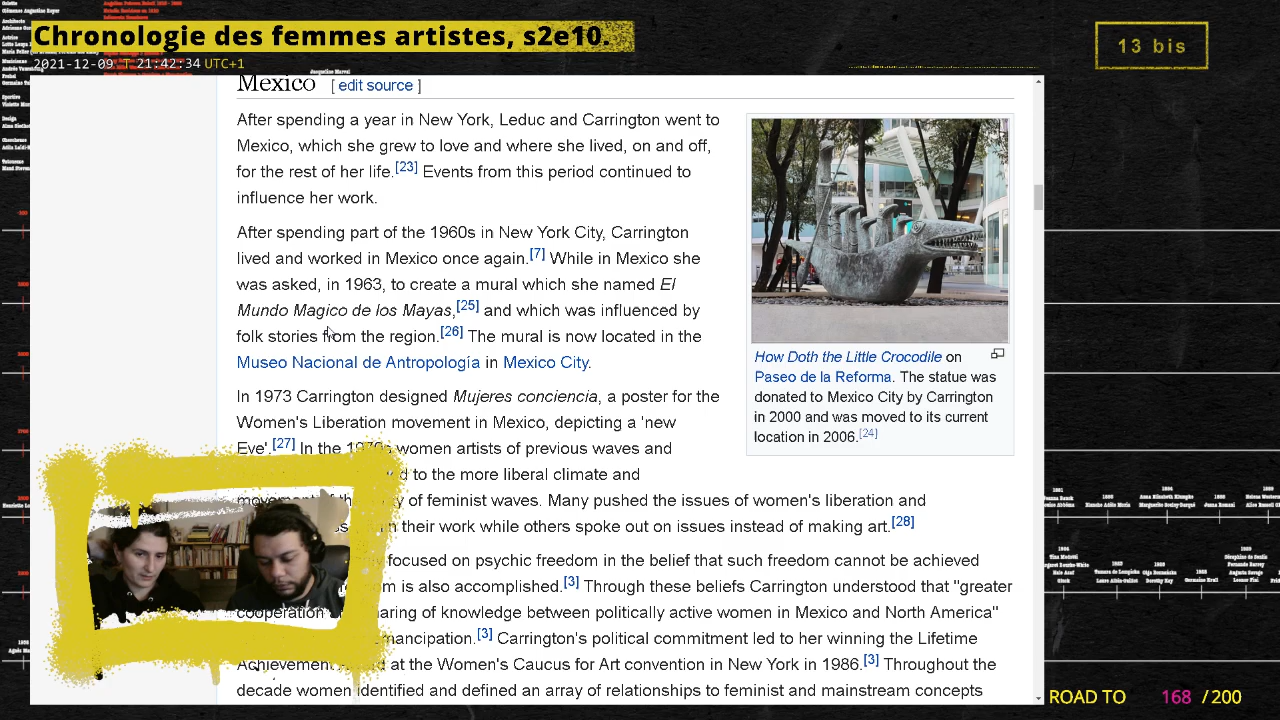 Chronologie des femmes artistes, s2e10.
2021-12-09 T 21:42:34 UTC+1
13 bis
Mexico [ edit source ]
After spending a year in New York, Leduc and Carrington went to
Mexico, which she grew to love and where she lived, on and off,
for the rest of her life.[23] Events from this period continued to
influence her work.
After spending part of the 1960s in New York City, Carrington
lived and worked in Mexico once again.[7] While in Mexico she
was asked, in 1963, to create a mural which she named El
Mundo Magico de los Mayas,[25] and which was influenced by
folk stories from the region.[26] The mural is now located in the
Museo Nacional de Antropología in Mexico City.
How Doth the Little Crocodile on
Paseo de la Reforma. The statue was
donated to Mexico City by Carrington
in 2000 and was moved to its current
location in 2006.[24]
In 1973 Carrington designed Mujeres conciencia, a poster for the
Women's Liberation movement in Mexico, depicting a 'new
Eve'.[27] In the 1970s women artists of previous waves and
d to the more liberal climate and
movement of th y of feminist waves. Many pushed the issues of women's liberation and
n their work while others spoke out on issues instead of making art.[28]
focused on psychic freedom in the belief that such freedom cannot be achieved
m is also accomplished.[3] Through these beliefs Carrington understood that "greater
cooperation haring of knowledge between politically active women in Mexico and North America"
mancipation.[3] Carrington's political commitment led to her winning the Lifetime
Achievement at the Women's Caucus for Art convention in New York in 1986.[3] Throughout the
decade women identified and defined an array of relationships to feminist and mainstream concepts
ROAD TO 168 / 200